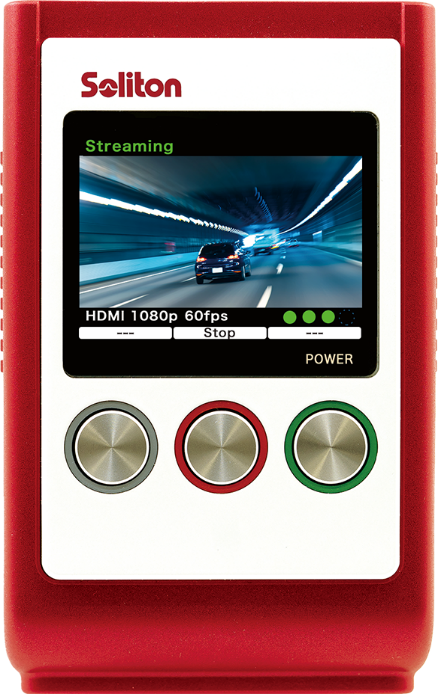 Soliton
Streaming
HDMI 1080p 60fps
--- Stop ---
POWER